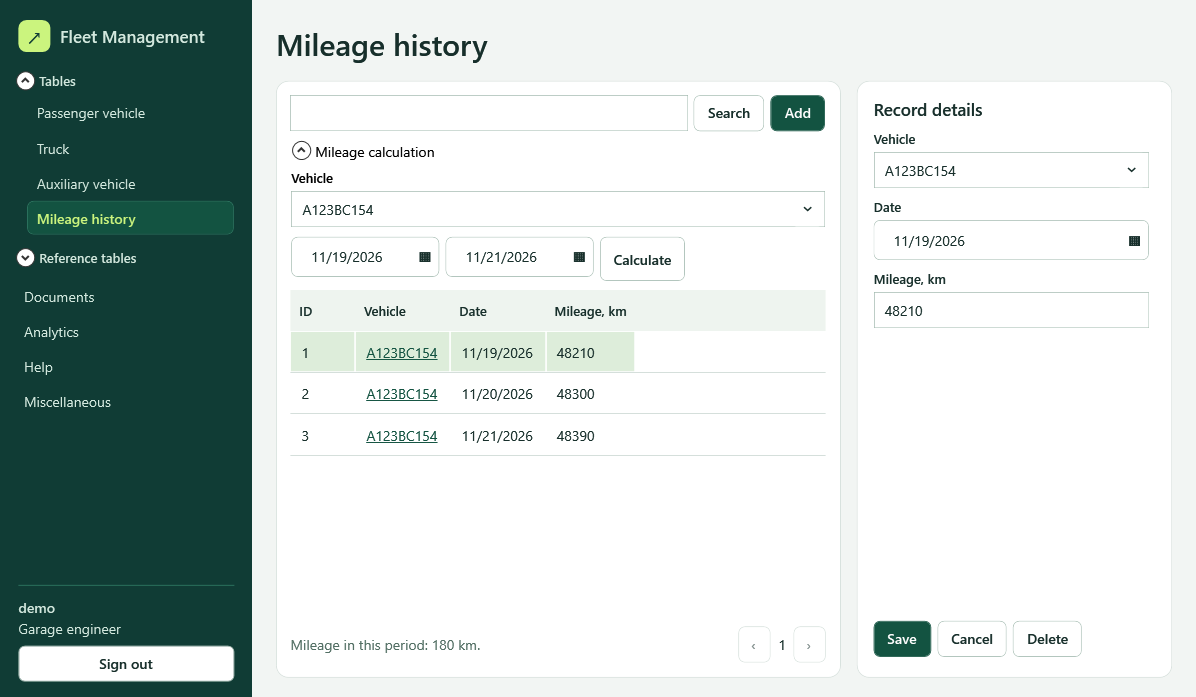 Fleet Management
Tables
Passenger vehicle
Truck
Auxiliary vehicle
Mileage history
Reference tables
Documents
Analytics
Help
Miscellaneous
demo
Garage engineer
Sign out
Mileage history
Search Add
Mileage calculation
Vehicle
A123BC154
11/19/2026 11/21/2026 Calculate
ID Vehicle Date Mileage, km
1 A123BC154 11/19/2026 48210
2 A123BC154 11/20/2026 48300
3 A123BC154 11/21/2026 48390
Mileage in this period: 180 km.
‹ 1 ›
Record details
Vehicle
A123BC154
Date
11/19/2026
Mileage, km
48210
Save Cancel Delete